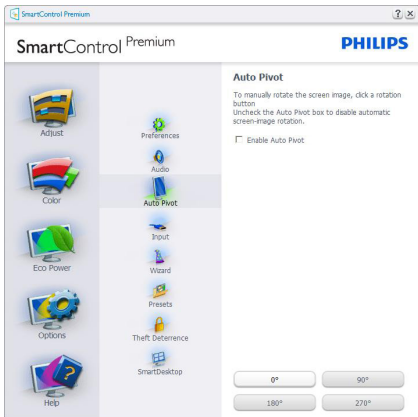 SmartControl Premium
? ×
SmartControl Premium
PHILIPS
Adjust
Color
Eco Power
Options
Help
Preferences
Audio
Auto Pivot
Input
Wizard
Presets
Theft Deterrence
SmartDesktop
Auto Pivot
To manually rotate the screen image, click a rotation
button
Uncheck the Auto Pivot box to disable automatic
screen-image rotation.
Enable Auto Pivot
0° 90°
180° 270°